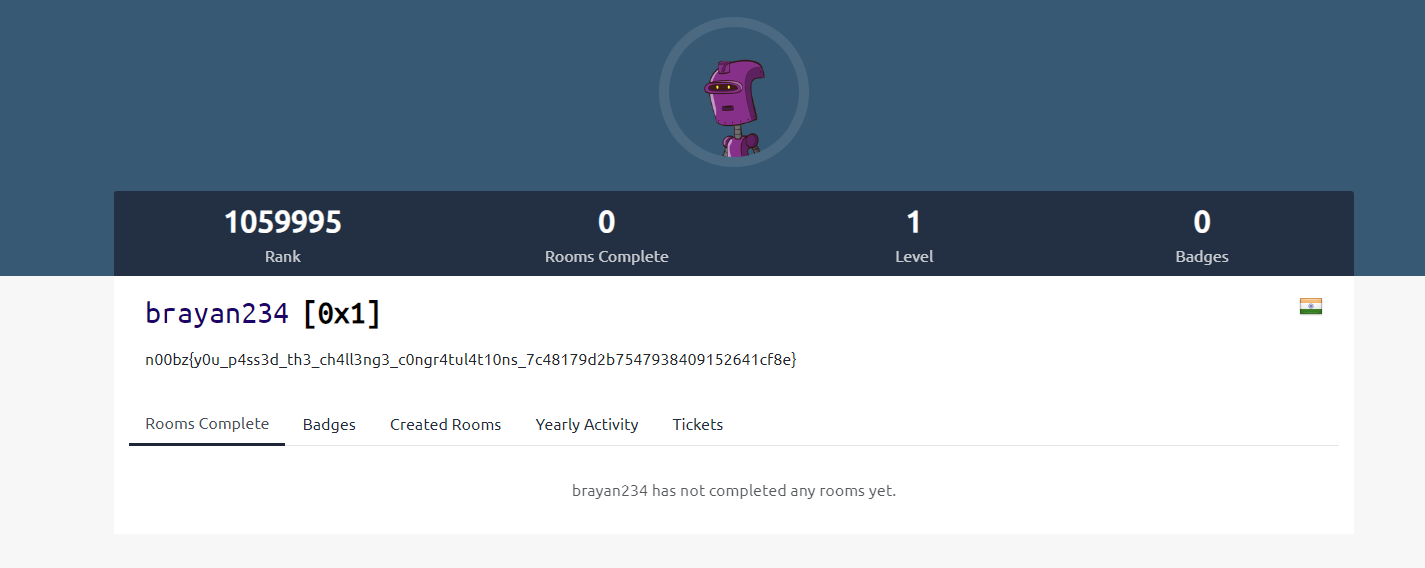 1059995 0 1 0
Rank Rooms Complete Level Badges
brayan234 [0x1]
n00bz{y0u_p4ss3d_th3_ch4ll3ng3_c0ngr4tul4t10ns_7c48179d2b7547938409152641cf8e}
Rooms Complete Badges Created Rooms Yearly Activity Tickets
brayan234 has not completed any rooms yet.